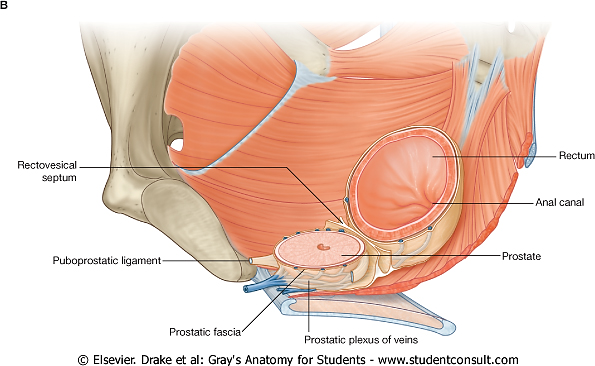 B
Rectovesical
septum
Rectum
Anal canal
Puboprostatic ligament
Prostate
Prostatic fascia
Prostatic plexus of veins
© Elsevier. Drake et al: Gray's Anatomy for Students - www.studentconsult.com